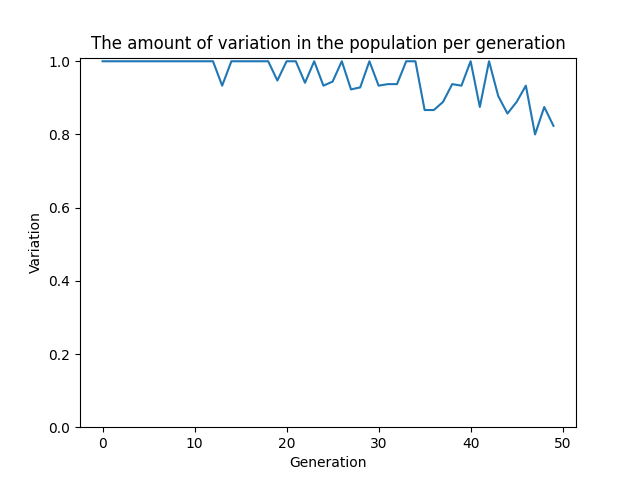 The amount of variation in the population per generation
1.0
0.8
0.6
0.4
0.2
0.0
Variation
0 10 20 30 40 50
Generation